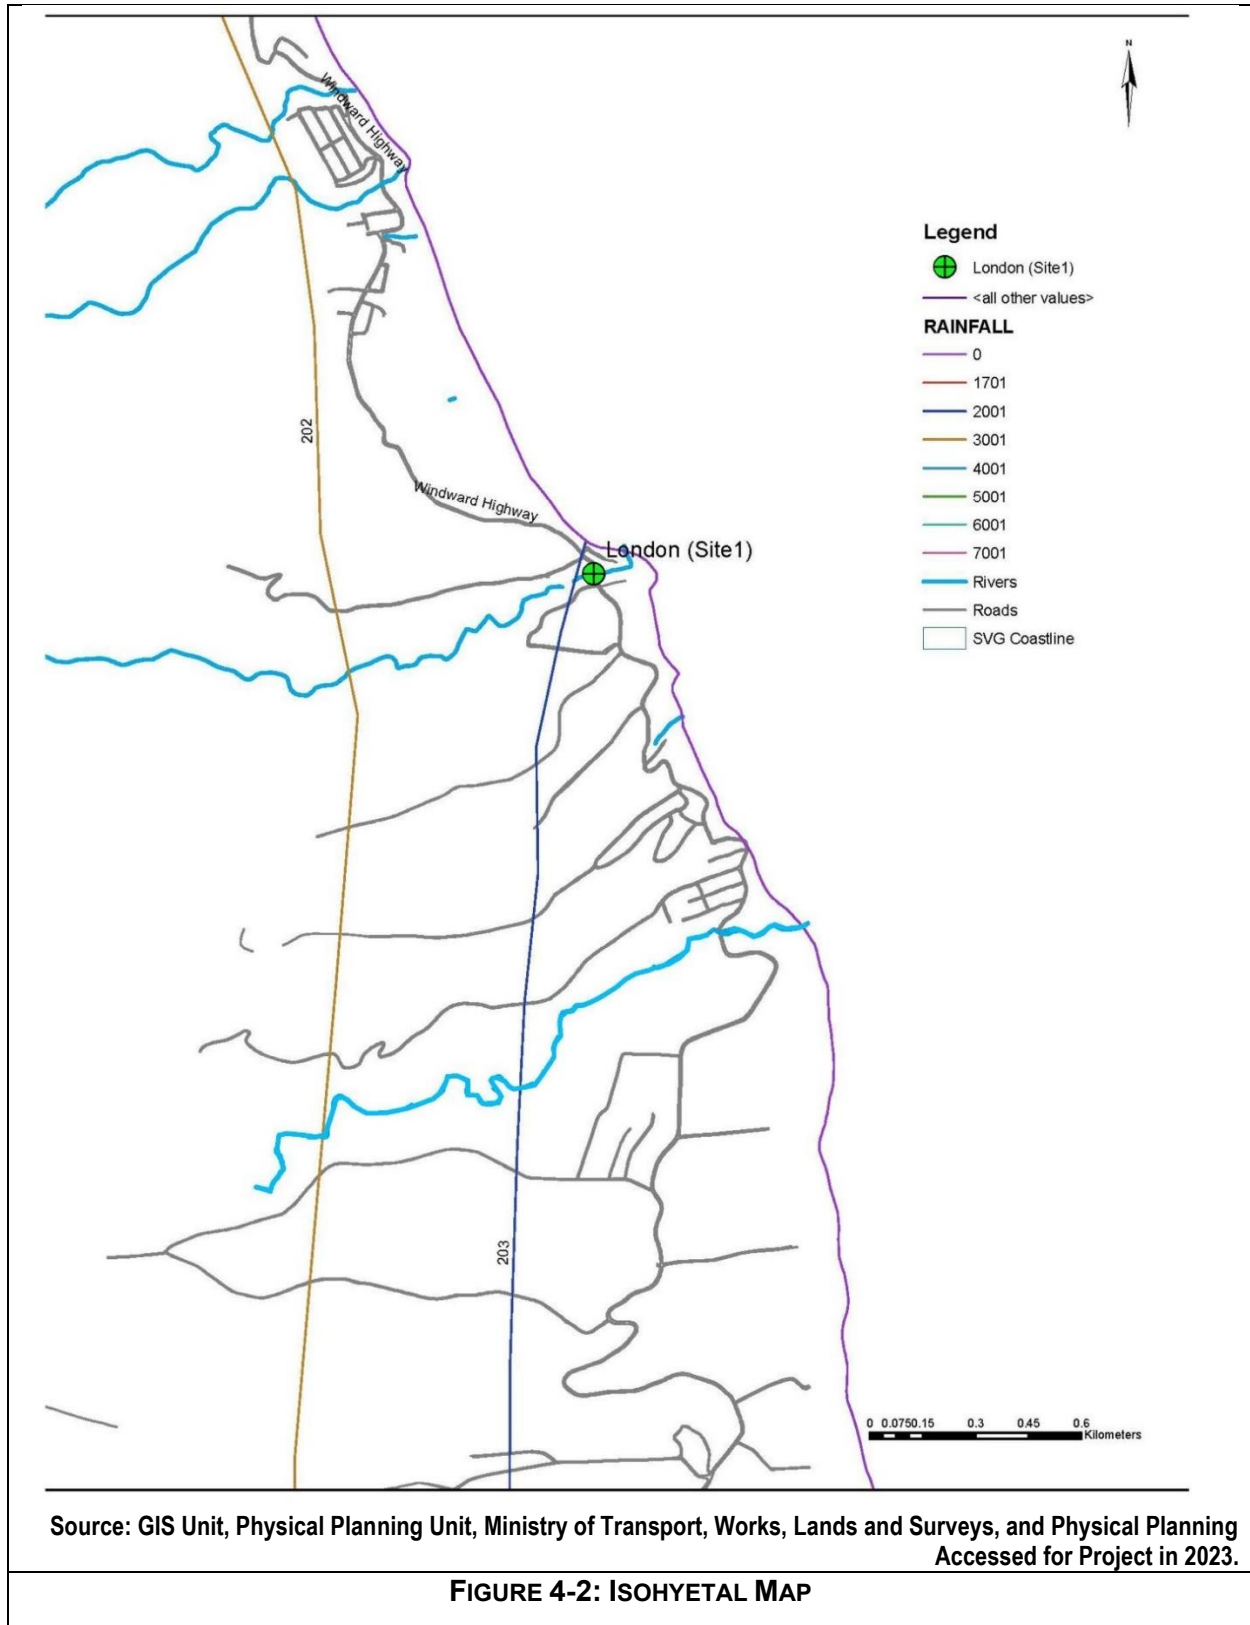 N
Windward Highway
Legend
London (Site1)
<all other values>
RAINFALL
0
1701
2001
3001
4001
5001
6001
7001
Rivers
Roads
SVG Coastline
202
Windward Highway
London (Site1)
203
0 0.0750.15 0.3 0.45 0.6
Kilometers
Source: GIS Unit, Physical Planning Unit, Ministry of Transport, Works, Lands and Surveys, and Physical Planning
Accessed for Project in 2023.
FIGURE 4-2: ISOHYETAL MAP